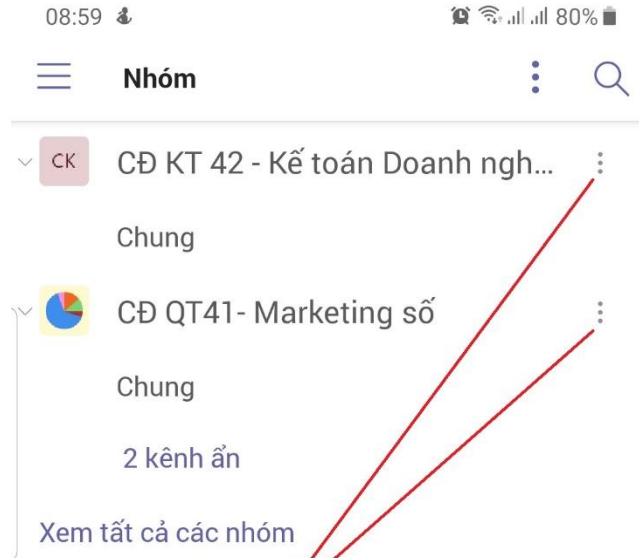 08:59 80%
Nhóm
CK CĐ KT 42 - Kế toán Doanh ngh...
Chung
CĐ QT41- Marketing số
Chung
2 kênh ẩn
Xem tất cả các nhóm